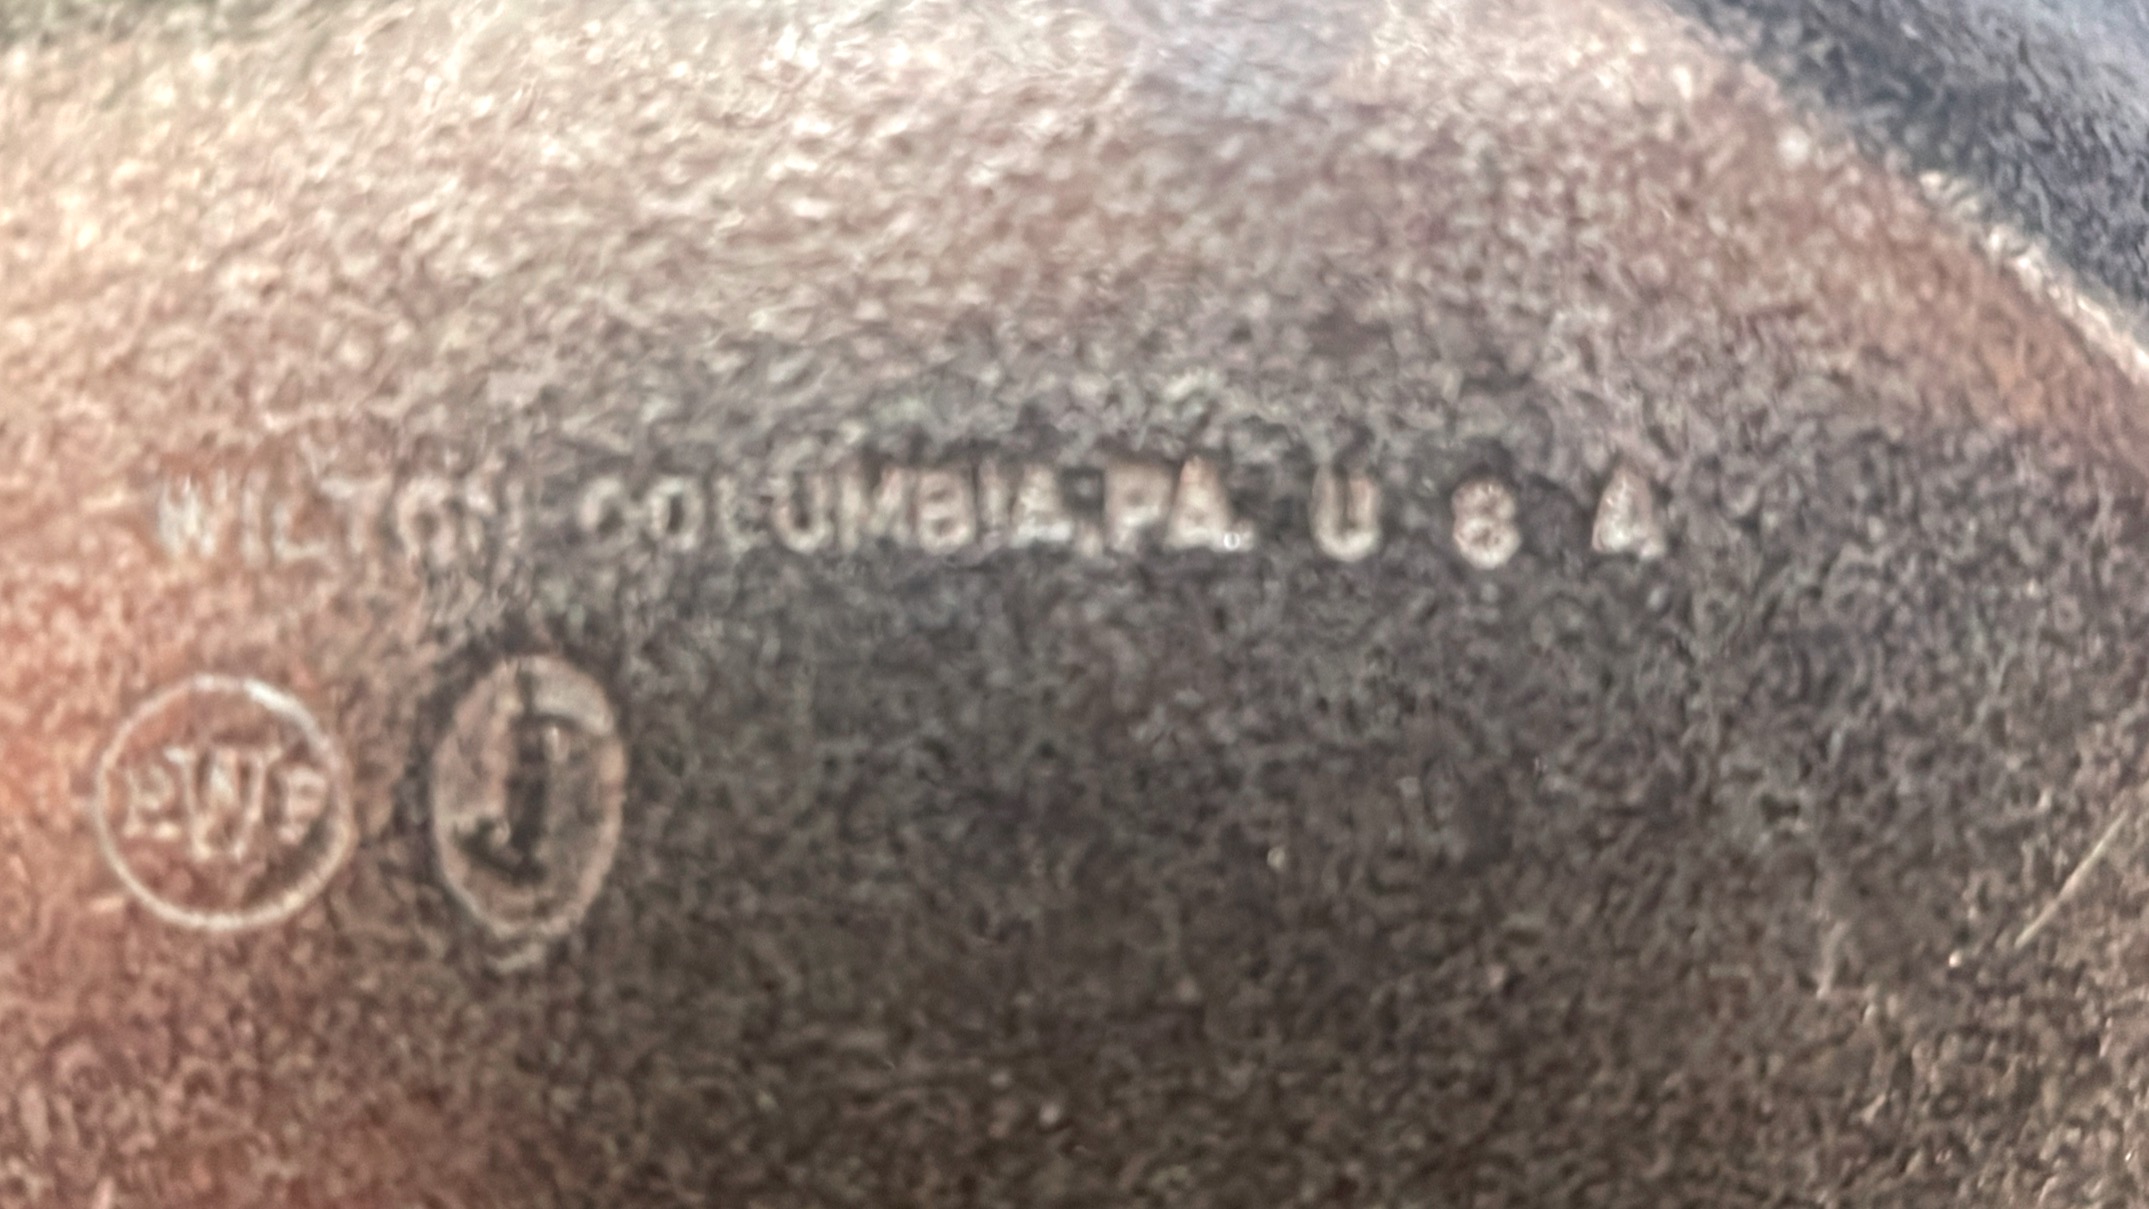 WILTON COLUMBIA, PA. U S A
RWP